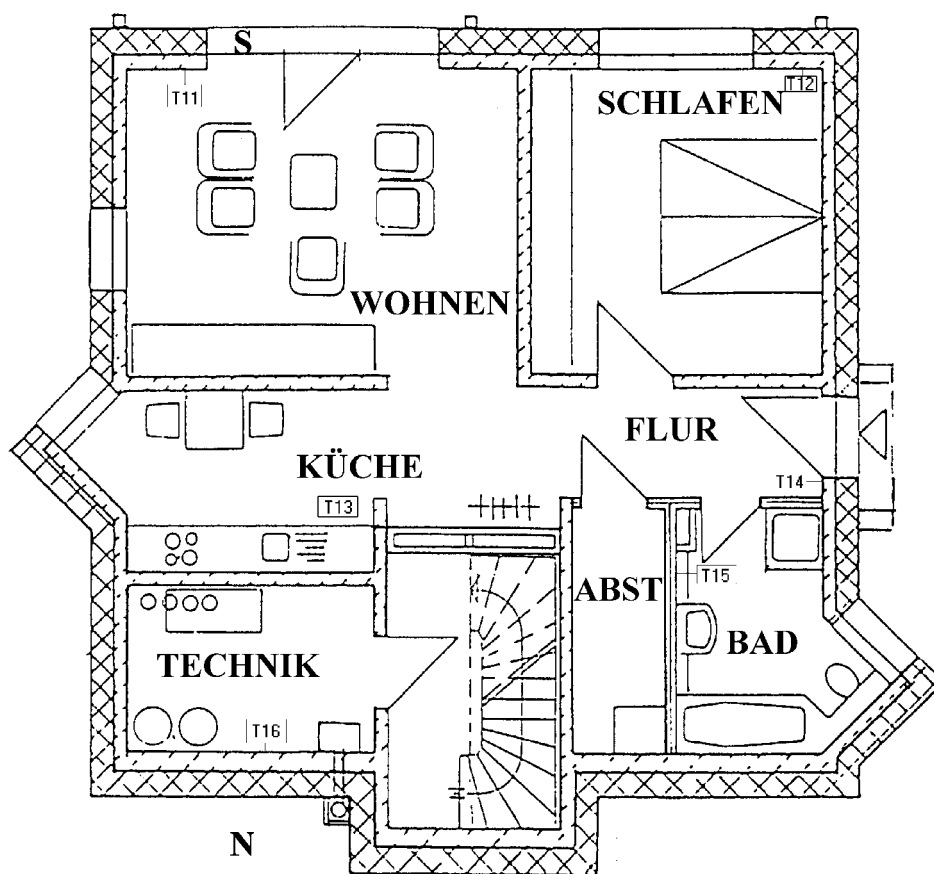 S
T11
T12
SCHLAFEN
WOHNEN
FLUR
KÜCHE
T14
T13
T15
ABST
BAD
TECHNIK
T16
N